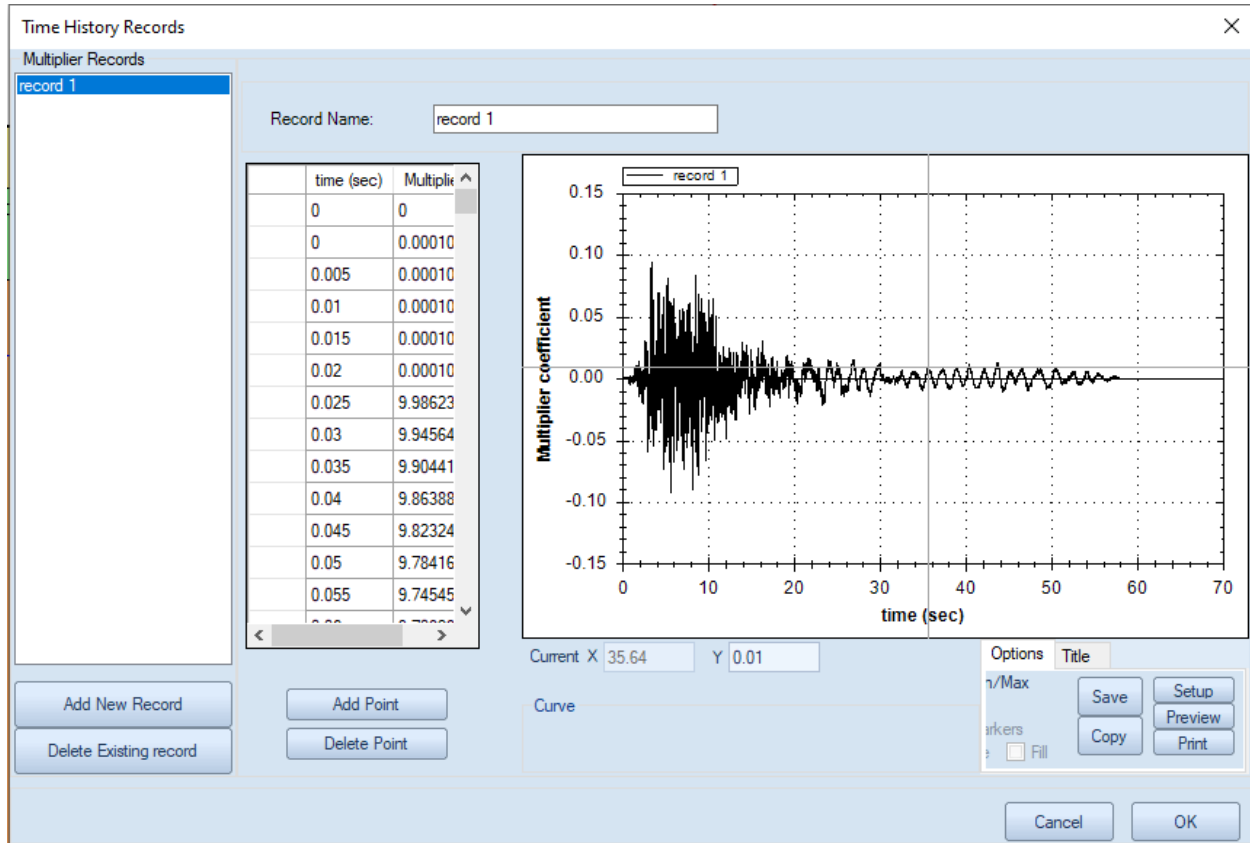 Time History Records
Multiplier Records
record 1
Record Name: record 1
time (sec) Multiplie
0 0
0 0.00010
0.005 0.00010
0.01 0.00010
0.015 0.00010
0.02 0.00010
0.025 9.98623
0.03 9.94564
0.035 9.90441
0.04 9.86388
0.045 9.82324
0.05 9.78416
0.055 9.74545
record 1
Multiplier coefficient
0.15
0.10
0.05
0.00
-0.05
-0.10
-0.15
0 10 20 30 40 50 60 70
time (sec)
Current X 35.64 Y 0.01
Options Title
n/Max
Save Setup
Preview
arkers
Copy Print
e Fill
Curve
Add New Record
Delete Existing record
Add Point
Delete Point
Cancel OK